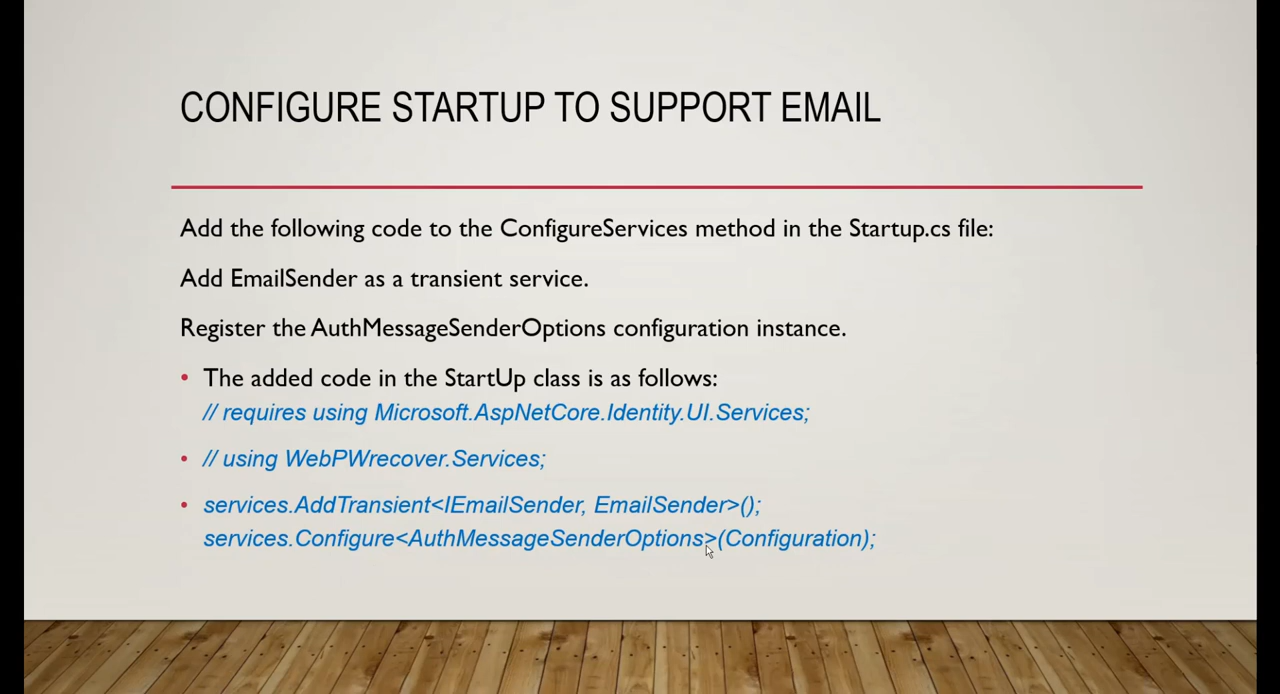 CONFIGURE STARTUP TO SUPPORT EMAIL
Add the following code to the ConfigureServices method in the Startup.cs file:
Add EmailSender as a transient service.
Register the AuthMessageSenderOptions configuration instance.
• The added code in the StartUp class is as follows:
// requires using Microsoft.AspNetCore.Identity.UI.Services;
• // using WebPWrecover.Services;
• services.AddTransient<IEmailSender, EmailSender>();
services.Configure<AuthMessageSenderOptions>(Configuration);